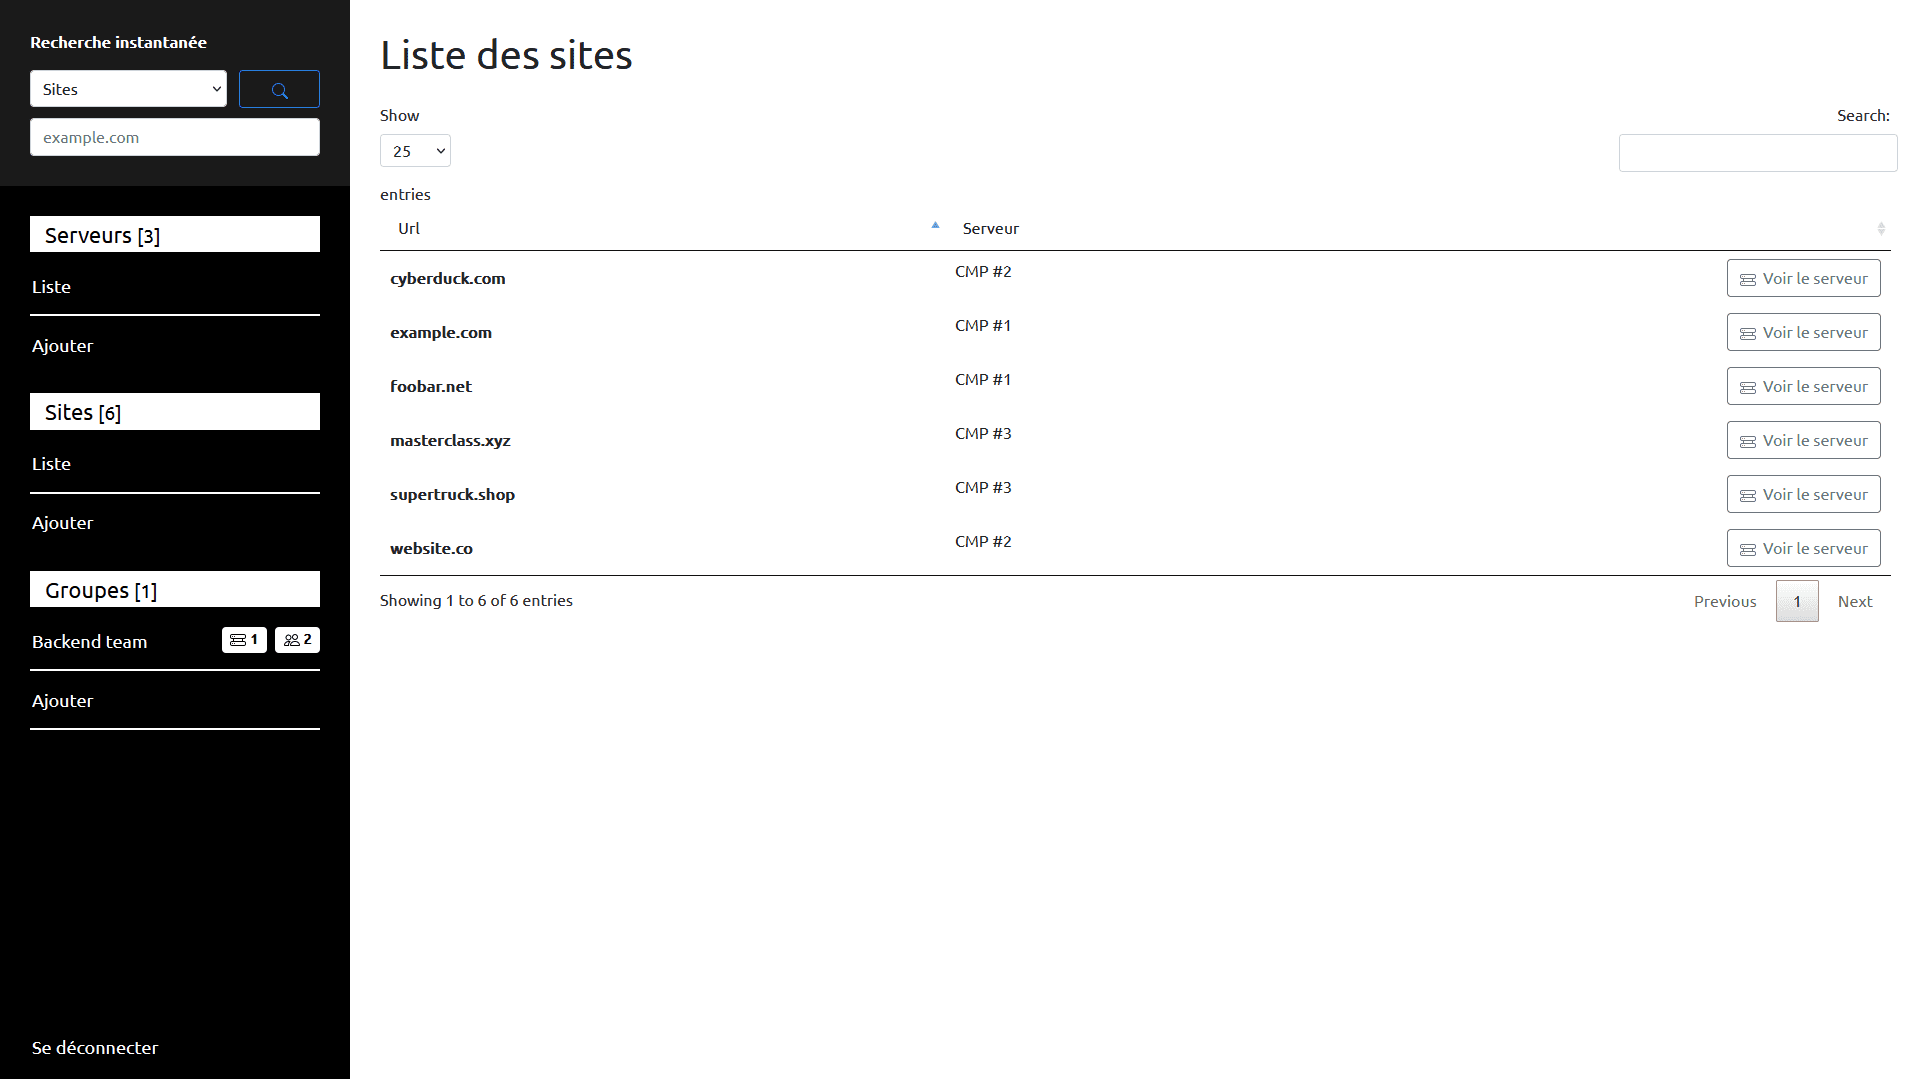 Recherche instantanée
Sites
example.com
Serveurs [3]
Liste
Ajouter
Sites [6]
Liste
Ajouter
Groupes [1]
Backend team 1 2
Ajouter
Se déconnecter
Liste des sites
Show
25
entries
Search:
Url Serveur
cyberduck.com CMP #2 Voir le serveur
example.com CMP #1 Voir le serveur
foobar.net CMP #1 Voir le serveur
masterclass.xyz CMP #3 Voir le serveur
supertruck.shop CMP #3 Voir le serveur
website.co CMP #2 Voir le serveur
Showing 1 to 6 of 6 entries
Previous 1 Next